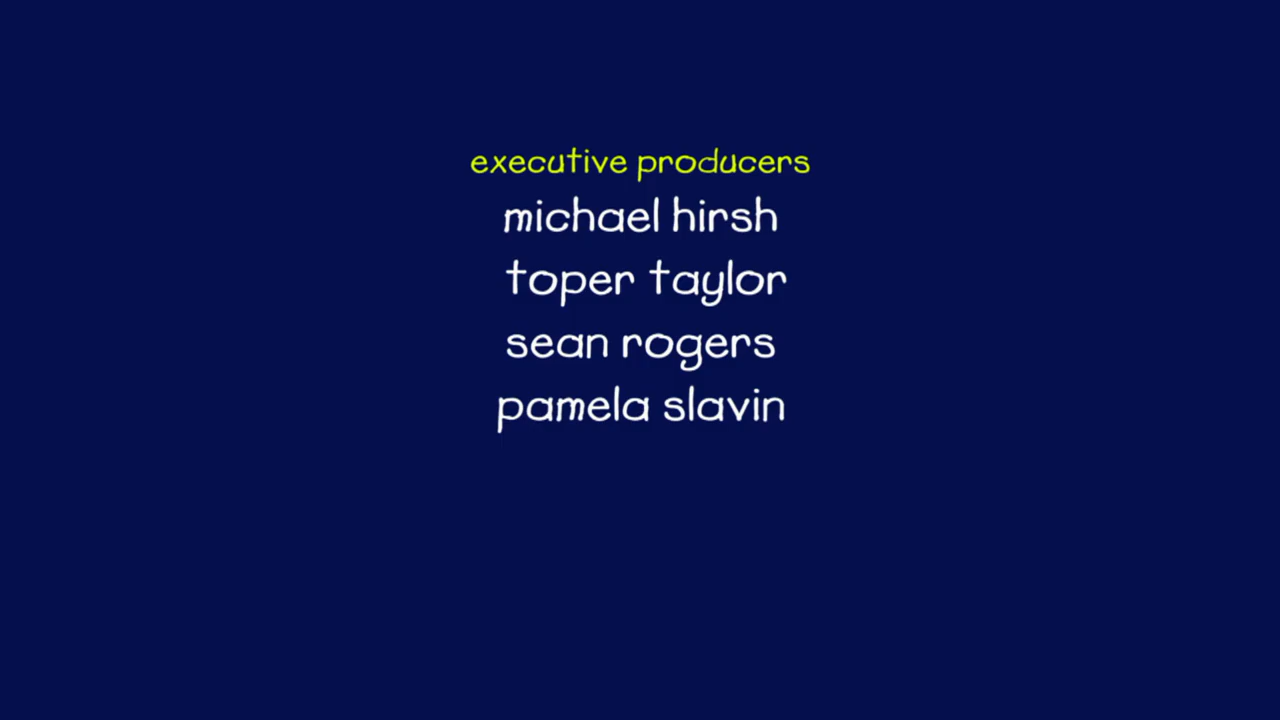 executive producers
michael hirsh
toper taylor
sean rogers
pamela slavin